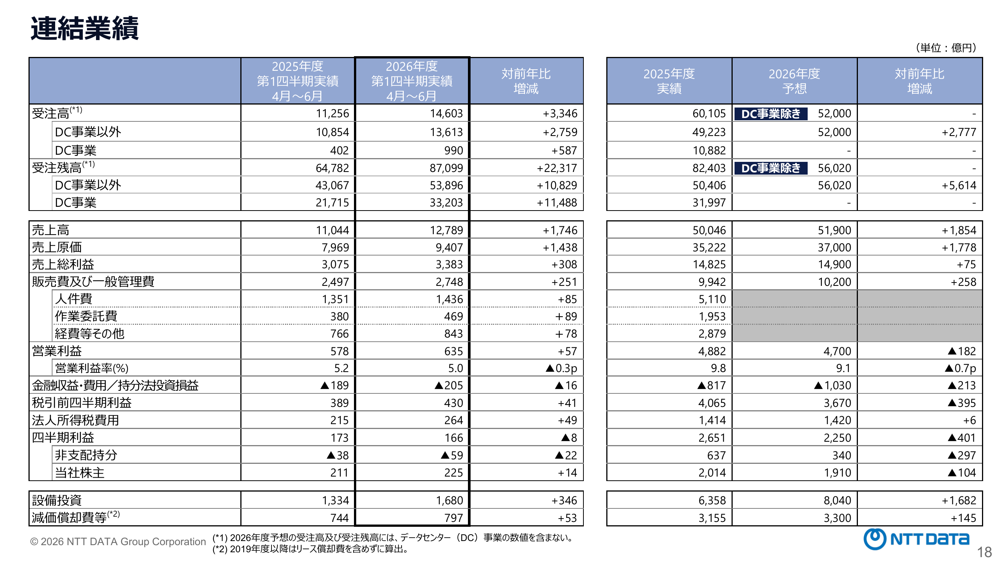 連結業績
（単位：億円）
2025年度 第1四半期実績 4月～6月 2026年度 第1四半期実績 4月～6月 対前年比 増減 2025年度 実績 2026年度 予想 対前年比 増減
受注高(*1) 11,256 14,603 +3,346 60,105 DC事業除き 52,000 -
DC事業以外 10,854 13,613 +2,759 49,223 52,000 +2,777
DC事業 402 990 +587 10,882 - -
受注残高(*1) 64,782 87,099 +22,317 82,403 DC事業除き 56,020 -
DC事業以外 43,067 53,896 +10,829 50,406 56,020 +5,614
DC事業 21,715 33,203 +11,488 31,997 - -
売上高 11,044 12,789 +1,746 50,046 51,900 +1,854
売上原価 7,969 9,407 +1,438 35,222 37,000 +1,778
売上総利益 3,075 3,383 +308 14,825 14,900 +75
販売費及び一般管理費 2,497 2,748 +251 9,942 10,200 +258
人件費 1,351 1,436 +85 5,110
作業委託費 380 469 ＋89 1,953
経費等その他 766 843 ＋78 2,879
営業利益 578 635 +57 4,882 4,700 ▲182
営業利益率(%) 5.2 5.0 ▲0.3p 9.8 9.1 ▲0.7p
金融収益・費用／持分法投資損益 ▲189 ▲205 ▲16 ▲817 ▲1,030 ▲213
税引前四半期利益 389 430 +41 4,065 3,670 ▲395
法人所得税費用 215 264 +49 1,414 1,420 +6
四半期利益 173 166 ▲8 2,651 2,250 ▲401
非支配持分 ▲38 ▲59 ▲22 637 340 ▲297
当社株主 211 225 +14 2,014 1,910 ▲104
設備投資 1,334 1,680 +346 6,358 8,040 +1,682
減価償却費等(*2) 744 797 +53 3,155 3,300 +145
© 2026 NTT DATA Group Corporation
(*1) 2026年度予想の受注高及び受注残高には、データセンター（DC）事業の数値を含まない。
(*2) 2019年度以降はリース償却費を含めずに算出。
NTT DATA
18